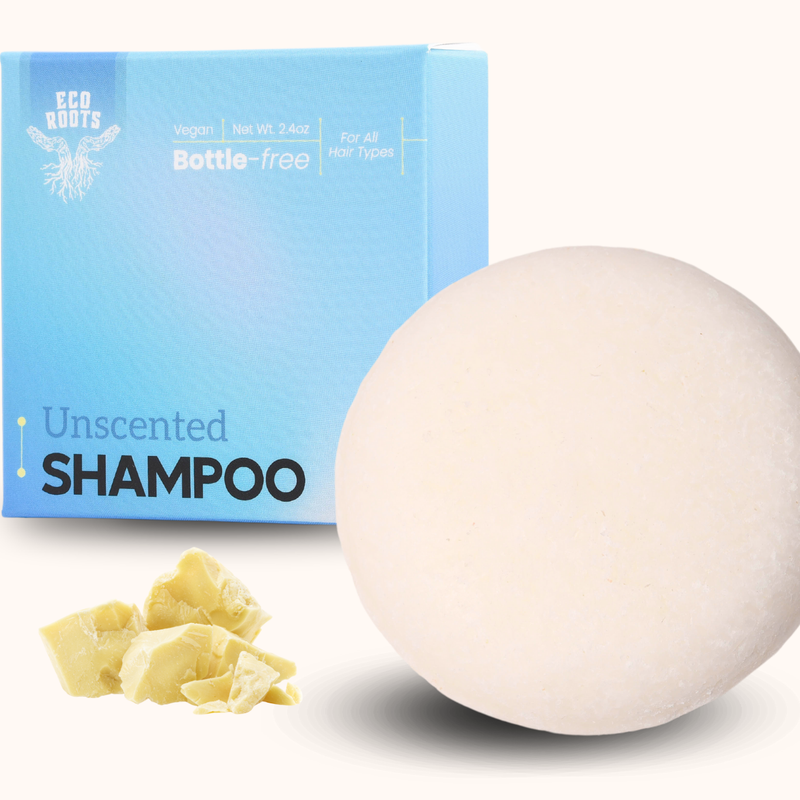 ECO
ROOTS
Vegan
Net Wt. 2.4oz
Bottle-free
For All
Hair Types
Unscented
SHAMPOO